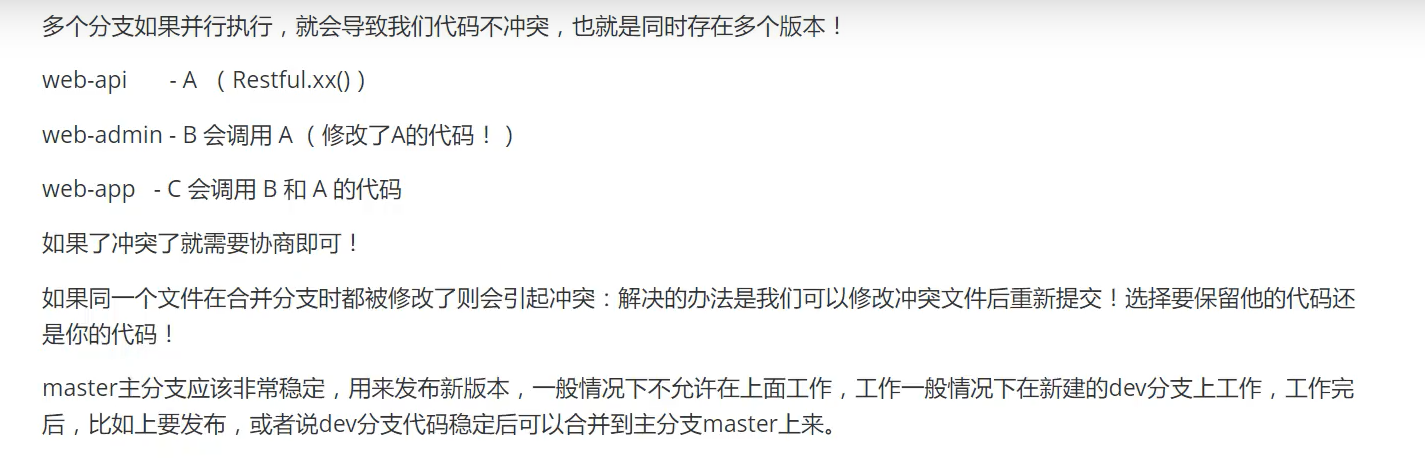 多个分支如果并行执行，就会导致我们代码不冲突，也就是同时存在多个版本！
web-api - A （ Restful.xx() ）
web-admin - B 会调用 A （ 修改了A的代码！ ）
web-app - C 会调用 B 和 A 的代码
如果了冲突了就需要协商即可！
如果同一个文件在合并分支时都被修改了则会引起冲突：解决的办法是我们可以修改冲突文件后重新提交！选择要保留他的代码还
是你的代码！
master主分支应该非常稳定，用来发布新版本，一般情况下不允许在上面工作，工作一般情况下在新建的dev分支上工作，工作完
后，比如上要发布，或者说dev分支代码稳定后可以合并到主分支master上来。